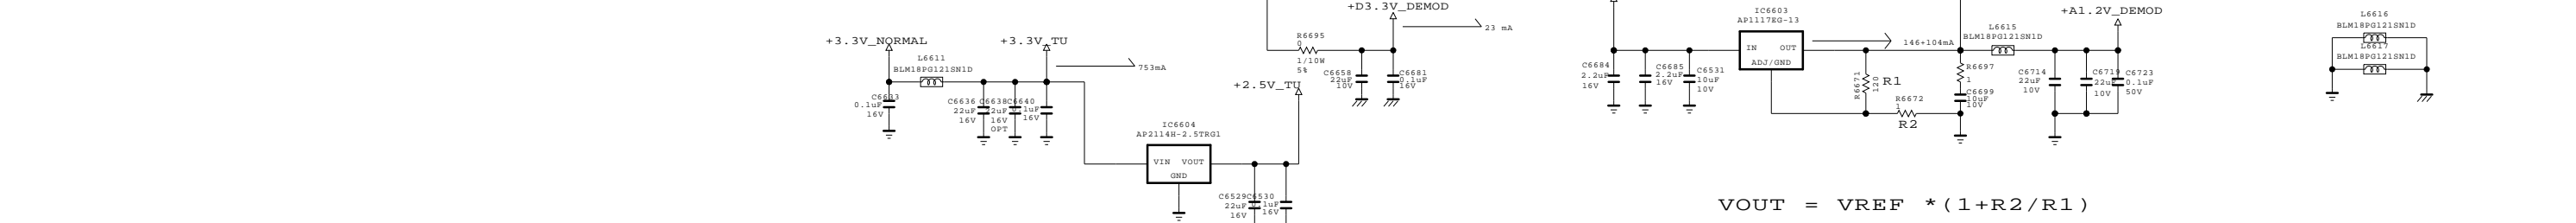 +3.3V_NORMAL
L6611
BLM18PG121SN1D
+3.3V_TU
753mA
C6633
0.1uF
16V
C6636
22uF
16V
C6638
16V
OPT
C6640
16V
IC6604
AP2114H-2.5TRG1
VIN
VOUT
GND
+2.5V_TU
C6529
22uF
16V
C6530
16V
+D3.3V_DEMOD
23 mA
R6695
0
1/10W
5%
C6658
22uF
10V
C6681
0.1uF
16V
C6684
2.2uF
16V
C6685
2.2uF
16V
C6531
10uF
10V
IC6603
AP1117EG-13
IN
OUT
ADJ/GND
146+104mA
R6671
120
R1
R6672
1
R2
R6697
1
C6699
10uF
10V
L6615
BLM18PG121SN1D
+A1.2V_DEMOD
C6714
22uF
10V
C6719
22uF
10V
C6723
0.1uF
50V
L6616
BLM18PG121SN1D
L6617
BLM18PG121SN1D
VOUT = VREF *(1+R2/R1)